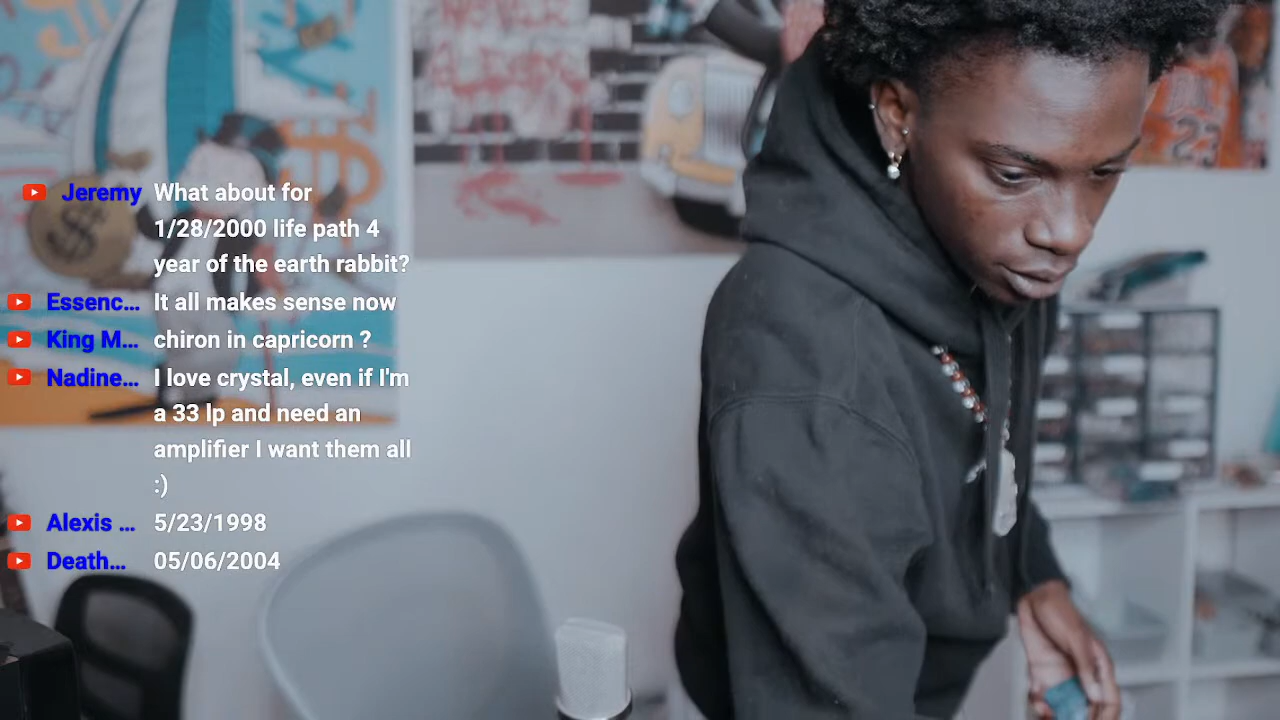 Jeremy What about for
1/28/2000 life path 4
year of the earth rabbit?
Essenc... It all makes sense now
King M... chiron in capricorn ?
Nadine... I love crystal, even if I'm
a 33 lp and need an
amplifier I want them all
:)
Alexis ... 5/23/1998
Death... 05/06/2004
$
23